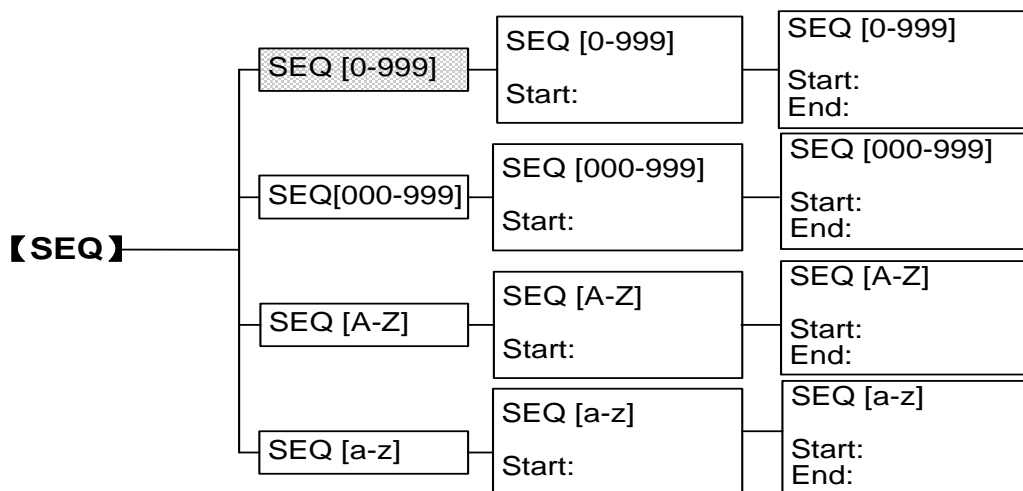 SEQ [0-999]
SEQ [0-999]
Start:
SEQ [0-999]
Start:
End:
SEQ[000-999]
SEQ [000-999]
Start:
SEQ [000-999]
Start:
End:
【SEQ】
SEQ [A-Z]
SEQ [A-Z]
Start:
SEQ [A-Z]
Start:
End:
SEQ [a-z]
SEQ [a-z]
Start:
SEQ [a-z]
Start:
End: